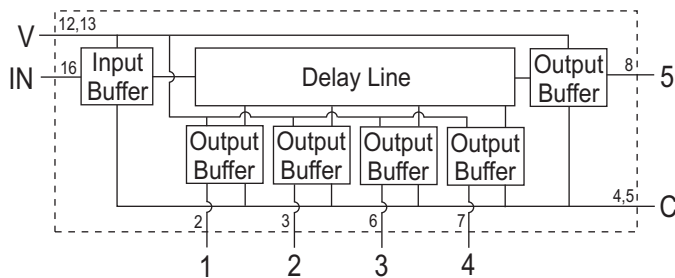 V
12,13
IN
16
Input
Buffer
Delay Line
Output
Buffer
8
5
Output
Buffer
Output
Buffer
Output
Buffer
Output
Buffer
4,5
C
2
3
6
7
1
2
3
4